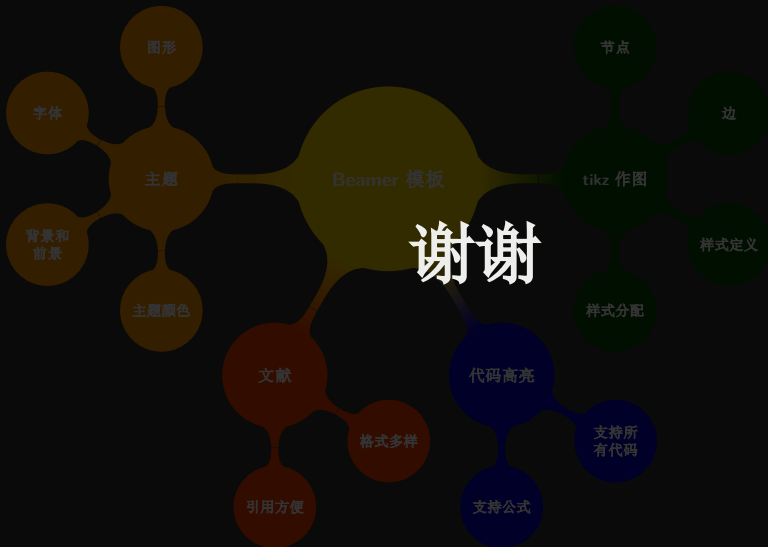 图形
节点
字体
边
主题
Beamer 模板
tikz 作图
背景和
前景
样式定义
谢谢
主题颜色
样式分配
文献
代码高亮
格式多样
支持所
有代码
引用方便
支持公式